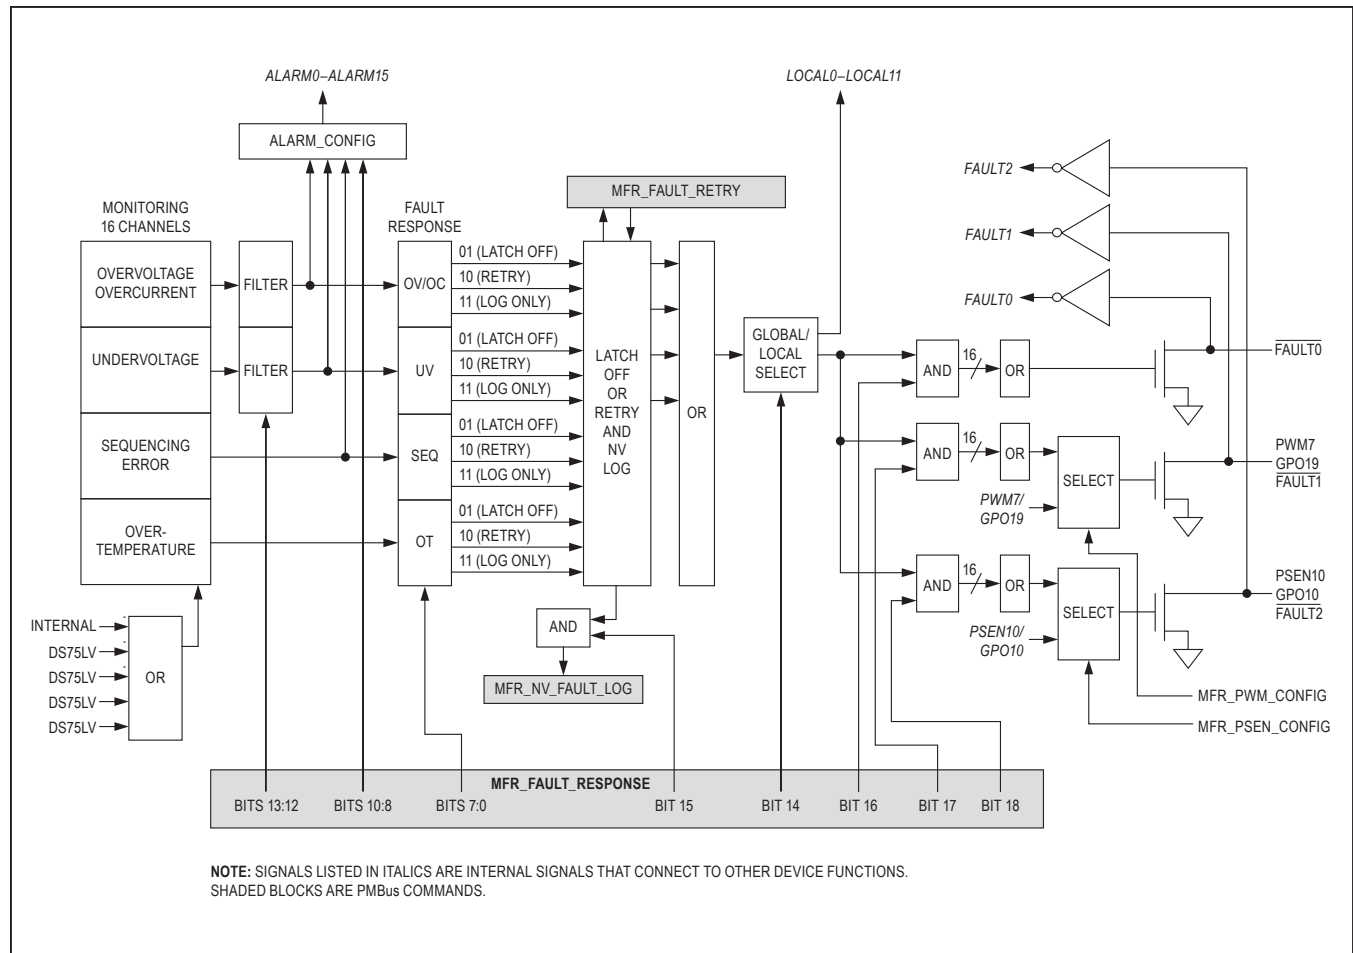 ALARM0–ALARM15
LOCAL0–LOCAL11
ALARM_CONFIG
FAULT2
MFR_FAULT_RETRY
MONITORING
16 CHANNELS
FAULT
RESPONSE
FAULT1
01 (LATCH OFF)
OVERVOLTAGE
OVERCURRENT
FILTER
OV/OC
10 (RETRY)
11 (LOG ONLY)
FAULT0
GLOBAL/
LOCAL
SELECT
01 (LATCH OFF)
UNDERVOLTAGE
FILTER
UV
10 (RETRY)
11 (LOG ONLY)
LATCH
OFF
OR
RETRY
AND
NV
LOG
OR
AND
16
OR
FAULT0
01 (LATCH OFF)
SEQUENCING
ERROR
SEQ
10 (RETRY)
11 (LOG ONLY)
AND
16
OR
SELECT
PWM7/
GPO19
PWM7
GPO19
FAULT1
01 (LATCH OFF)
OVER-
TEMPERATURE
OT
10 (RETRY)
11 (LOG ONLY)
AND
16
OR
SELECT
PSEN10/
GPO10
PSEN10
GPO10
FAULT2
INTERNAL
DS75LV
DS75LV
DS75LV
DS75LV
OR
AND
MFR_NV_FAULT_LOG
MFR_PWM_CONFIG
MFR_PSEN_CONFIG
MFR_FAULT_RESPONSE
BITS 13:12
BITS 10:8
BITS 7:0
BIT 15
BIT 14
BIT 16
BIT 17
BIT 18
NOTE: SIGNALS LISTED IN ITALICS ARE INTERNAL SIGNALS THAT CONNECT TO OTHER DEVICE FUNCTIONS.
SHADED BLOCKS ARE PMBus COMMANDS.